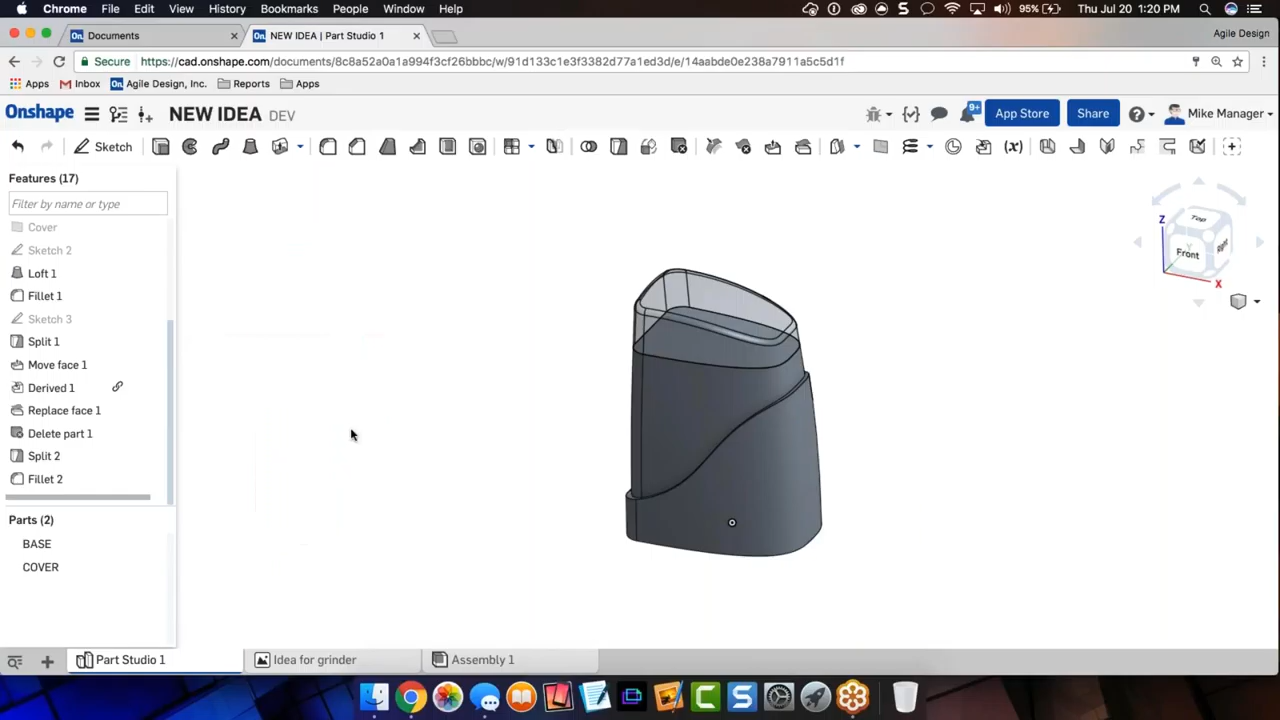 Chrome File Edit View History Bookmarks People Window Help 95% Thu Jul 20 1:20 PM
Documents NEW IDEA | Part Studio 1 Agile Design
Secure https://cad.onshape.com/documents/8c8a52a0a1a994f3cf26bbbc/w/91d133c1e3f3382d77a1ed3d/e/14aabde0e238a7911a5c5d1f
Apps Inbox Agile Design, Inc. Reports Apps
Onshape NEW IDEA DEV 9+ App Store Share Mike Manager
Sketch
Features (17)
Filter by name or type
Cover
Sketch 2
Loft 1
Fillet 1
Sketch 3
Split 1
Move face 1
Derived 1
Replace face 1
Delete part 1
Split 2
Fillet 2
Parts (2)
BASE
COVER
Top
Z
Front Right
X
Part Studio 1 Idea for grinder Assembly 1